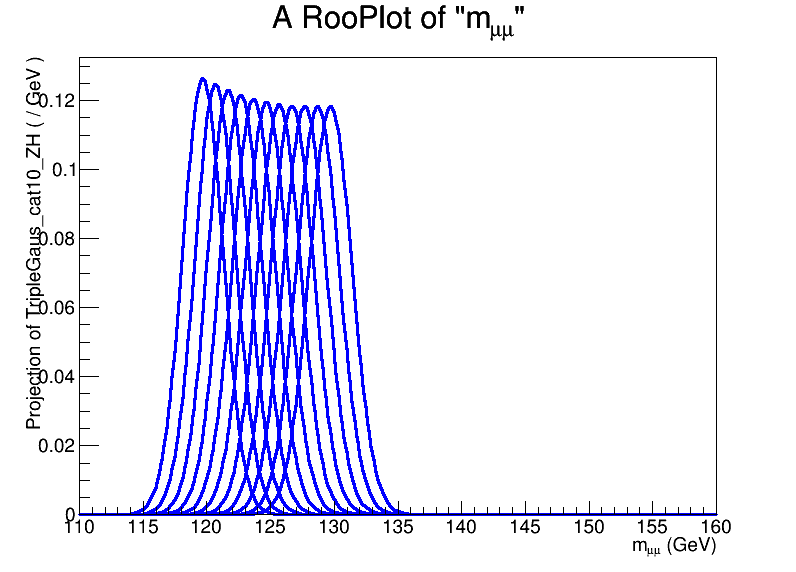 A RooPlot of "mμμ"
Projection of TripleGaus_cat10_ZH ( / GeV )
0.12
0.1
0.08
0.06
0.04
0.02
0
110 115 120 125 130 135 140 145 150 155 160
mμμ (GeV)